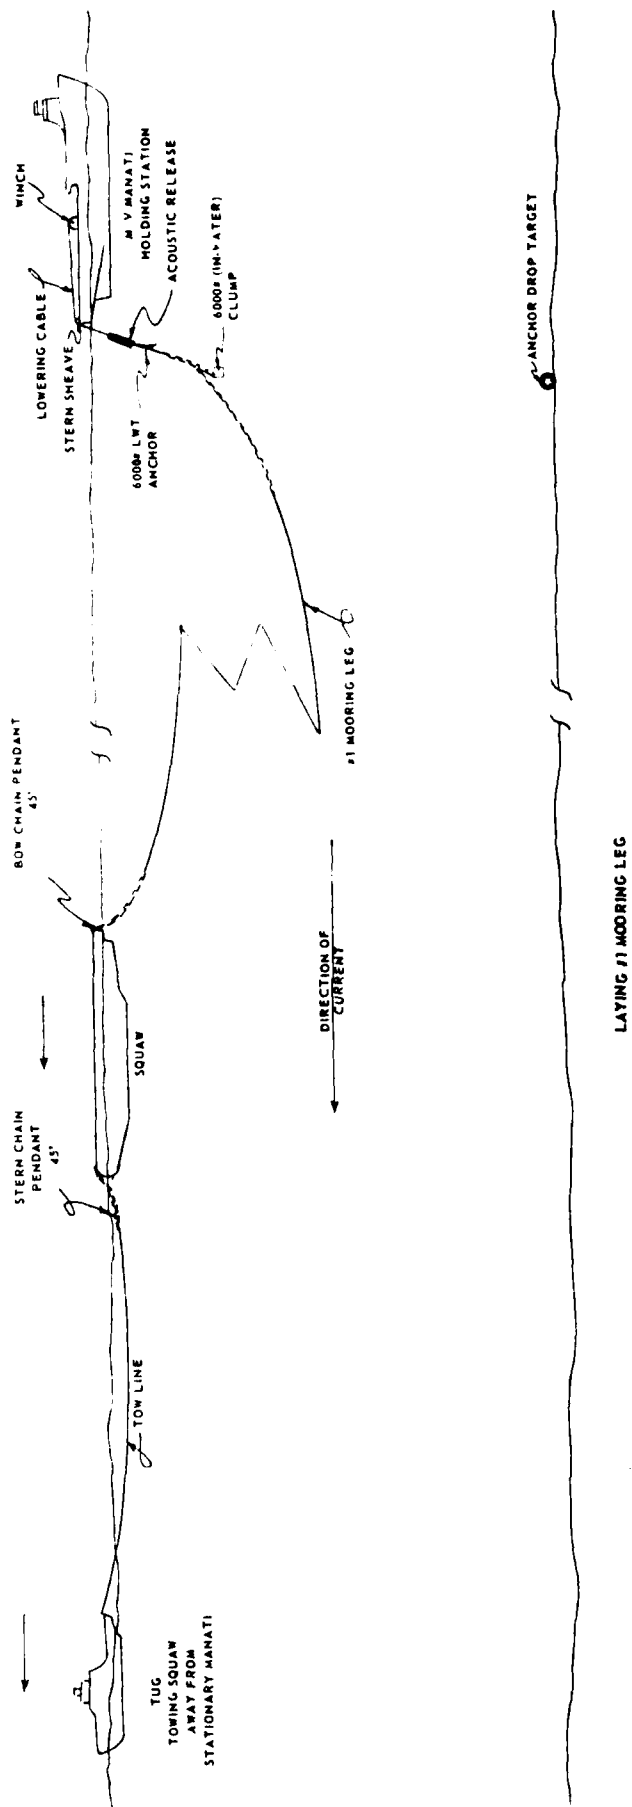 WINCH
LOWERING CABLE
STERN SHEAVE
M V MANATI
HOLDING STATION
ACOUSTIC RELEASE
6000# (IN-WATER)
CLUMP
6000# LWT
ANCHOR
#1 MOORING LEG
BOW CHAIN PENDANT
45'
SQUAW
STERN CHAIN
PENDANT
45'
DIRECTION OF
CURRENT
TOW LINE
TUG
TOWING SQUAW
AWAY FROM
STATIONARY MANATI
ANCHOR DROP TARGET
LAYING #1 MOORING LEG